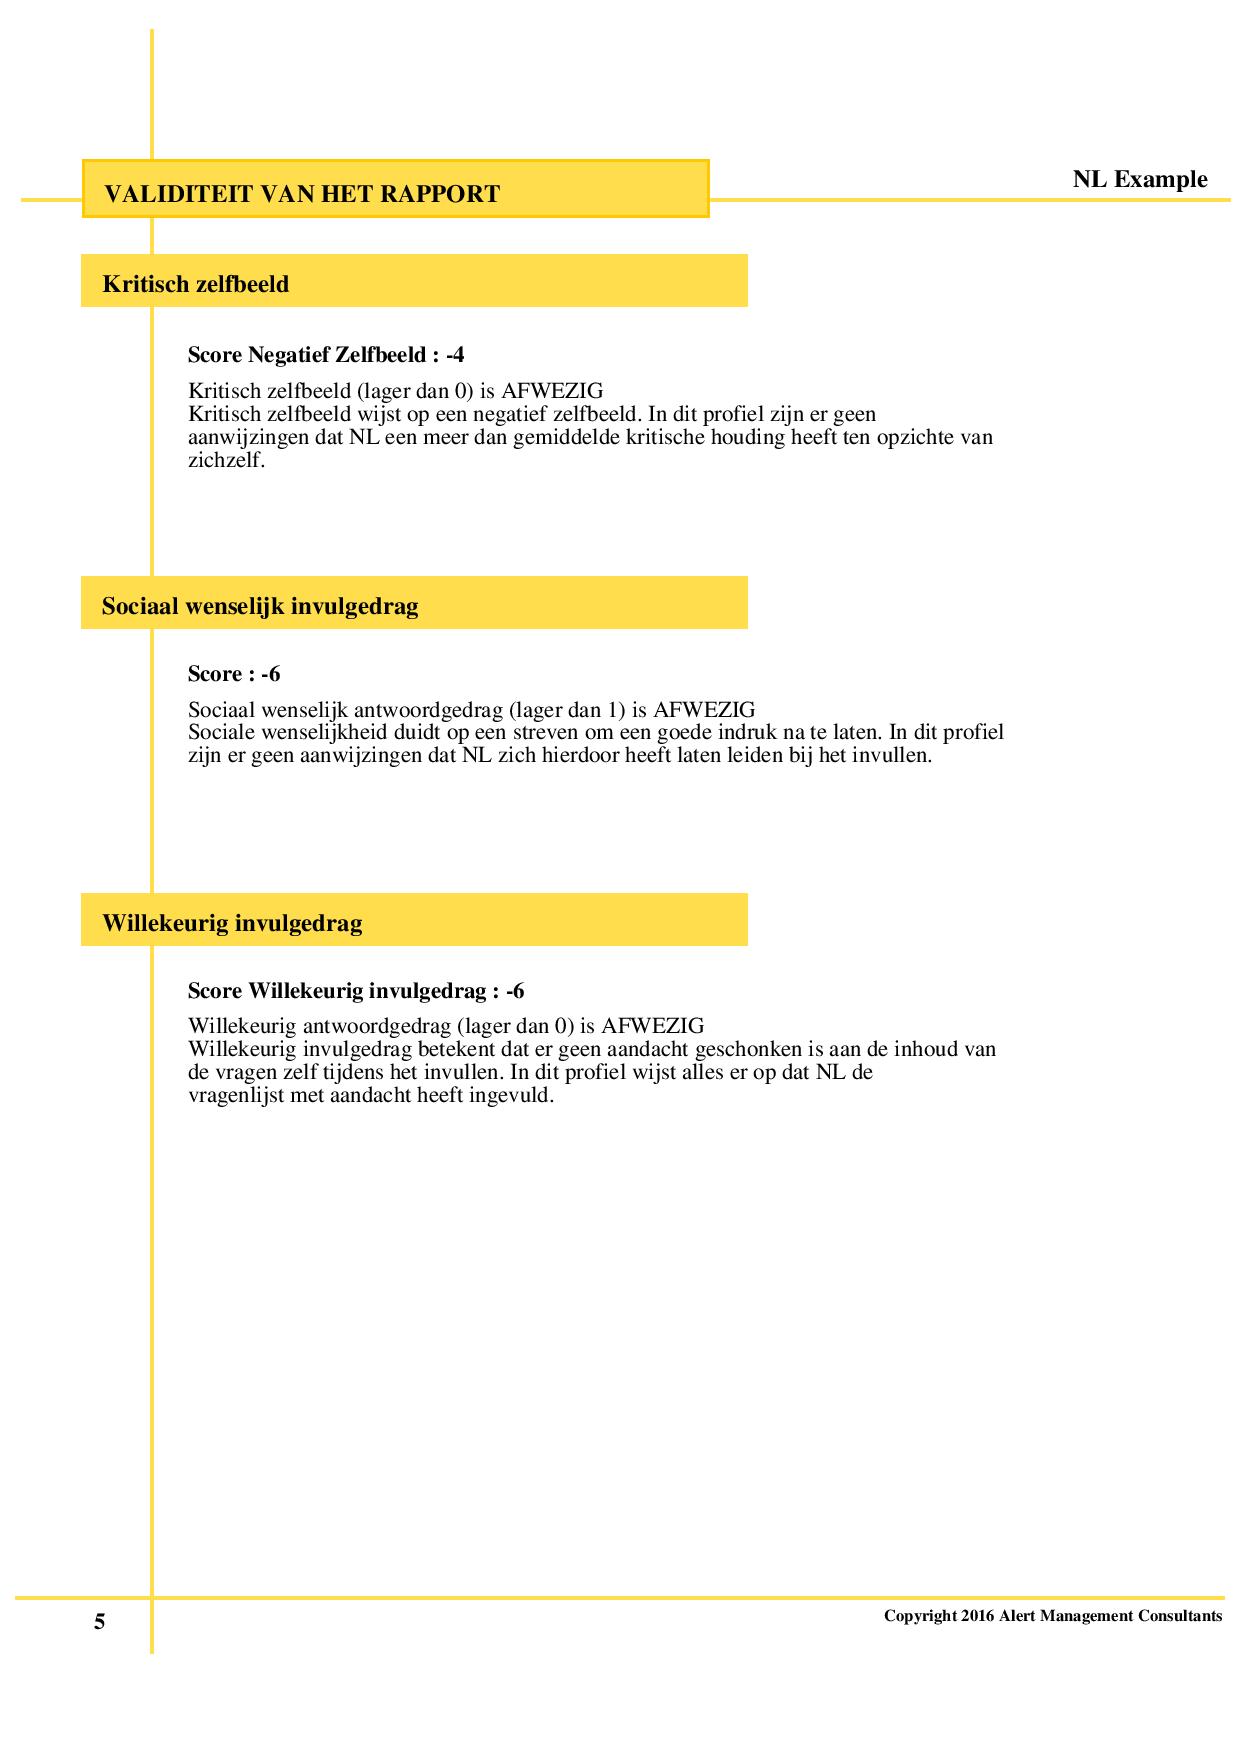 NL Example
VALIDITEIT VAN HET RAPPORT
Kritisch zelfbeeld
Score Negatief Zelfbeeld : -4
Kritisch zelfbeeld (lager dan 0) is AFWEZIG
Kritisch zelfbeeld wijst op een negatief zelfbeeld. In dit profiel zijn er geen
aanwijzingen dat NL een meer dan gemiddelde kritische houding heeft ten opzichte van
zichzelf.
Sociaal wenselijk invulgedrag
Score : -6
Sociaal wenselijk antwoordgedrag (lager dan 1) is AFWEZIG
Sociale wenselijkheid duidt op een streven om een goede indruk na te laten. In dit profiel
zijn er geen aanwijzingen dat NL zich hierdoor heeft laten leiden bij het invullen.
Willekeurig invulgedrag
Score Willekeurig invulgedrag : -6
Willekeurig antwoordgedrag (lager dan 0) is AFWEZIG
Willekeurig invulgedrag betekent dat er geen aandacht geschonken is aan de inhoud van
de vragen zelf tijdens het invullen. In dit profiel wijst alles er op dat NL de
vragenlijst met aandacht heeft ingevuld.
5
Copyright 2016 Alert Management Consultants